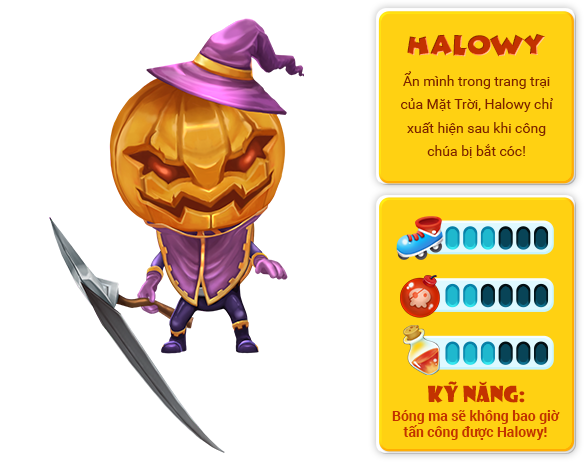 HALOWY
Ẩn mình trong trang trại
của Mặt Trời, Halowy chỉ
xuất hiện sau khi công
chúa bị bắt cóc!
KỸ NĂNG:
Bóng ma sẽ không bao giờ
tấn công được Halowy!